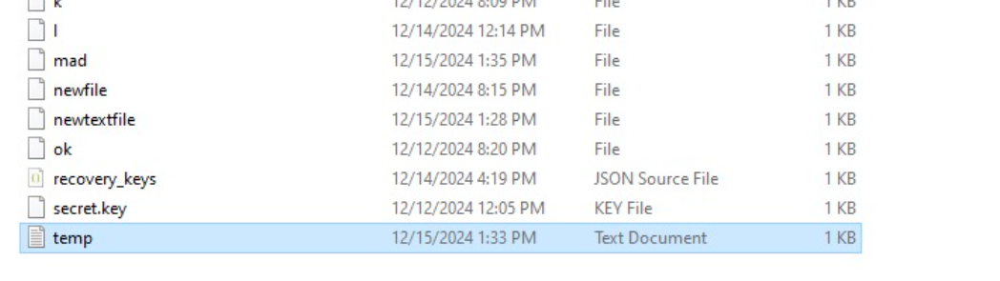 k 12/12/2024 8:09 PM File 1 KB
l 12/14/2024 12:14 PM File 1 KB
mad 12/15/2024 1:35 PM File 1 KB
newfile 12/14/2024 8:15 PM File 1 KB
newtextfile 12/15/2024 1:28 PM File 1 KB
ok 12/12/2024 8:20 PM File 1 KB
recovery_keys 12/14/2024 4:19 PM JSON Source File 1 KB
secret.key 12/12/2024 12:05 PM KEY File 1 KB
temp 12/15/2024 1:33 PM Text Document 1 KB